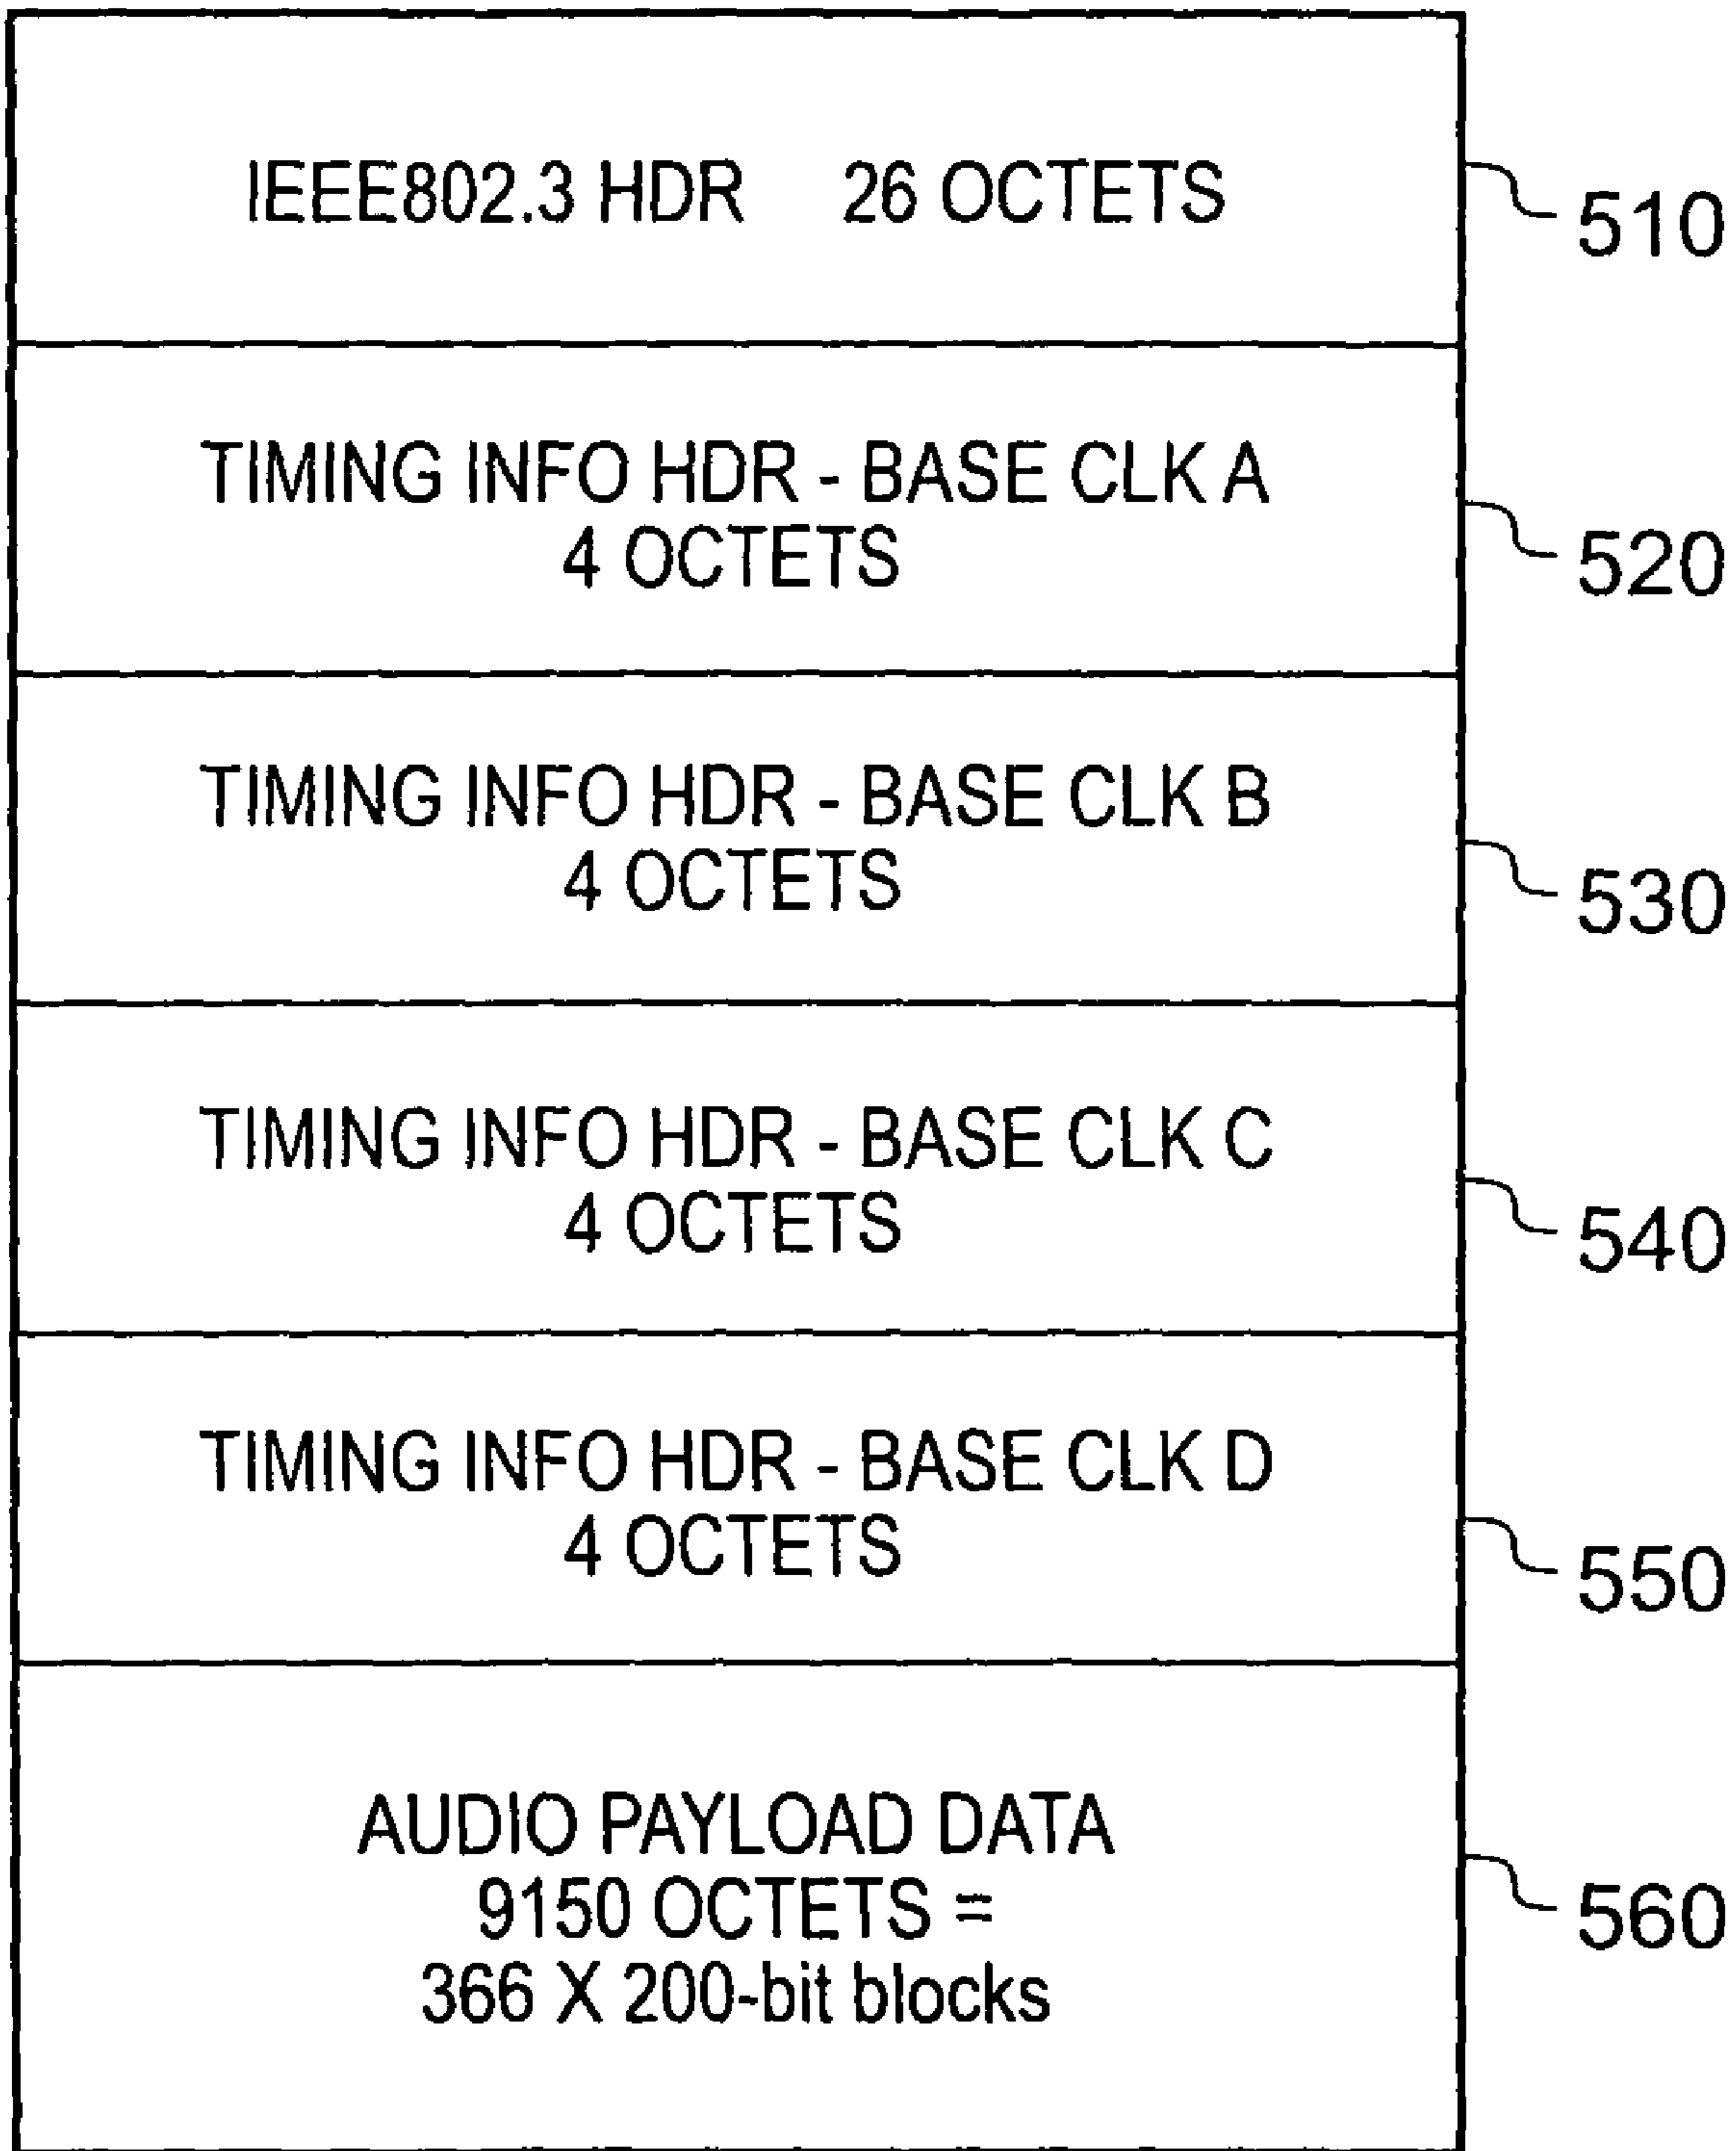 IEEE802.3 HDR 26 OCTETS
510
TIMING INFO HDR - BASE CLK A
4 OCTETS
520
TIMING INFO HDR - BASE CLK B
4 OCTETS
530
TIMING INFO HDR - BASE CLK C
4 OCTETS
540
TIMING INFO HDR - BASE CLK D
4 OCTETS
550
AUDIO PAYLOAD DATA
9150 OCTETS =
366 X 200-bit blocks
560